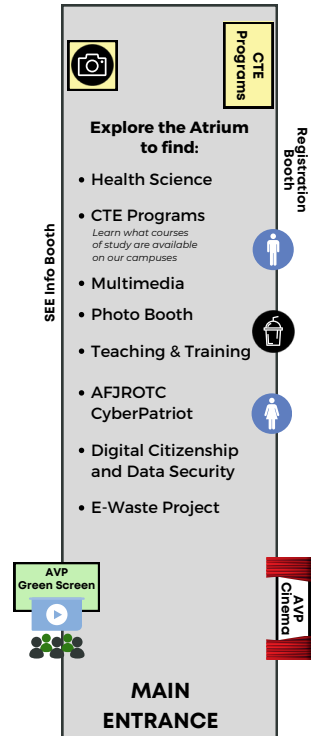 CTE
Programs
Explore the Atrium
to find:
Registration
Booth
• Health Science
• CTE Programs
Learn what courses
of study are available
on our campuses
SEE Info Booth
• Multimedia
• Photo Booth
• Teaching & Training
• AFJROTC
CyberPatriot
• Digital Citizenship
and Data Security
• E-Waste Project
AVP
Green Screen
AVP
Cinema
MAIN
ENTRANCE